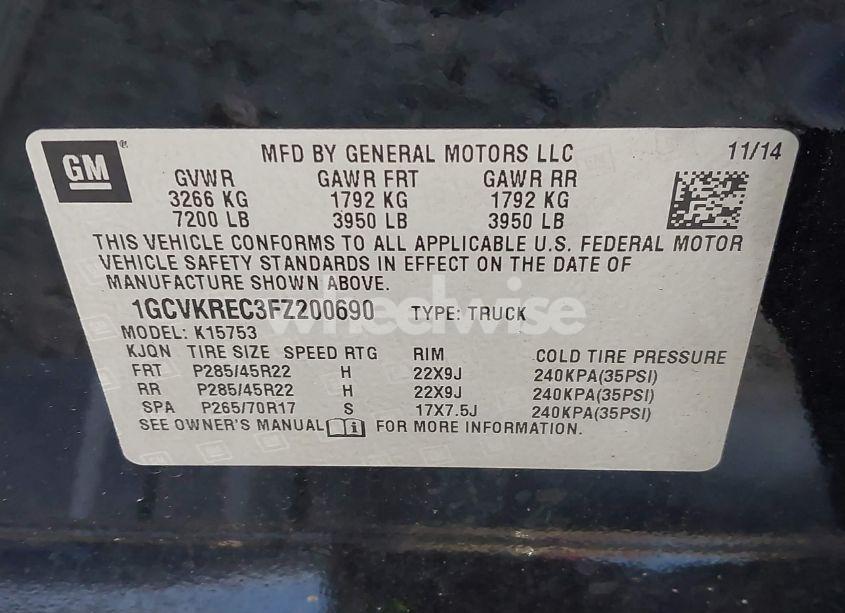 GM®
MFD BY GENERAL MOTORS LLC 11/14
GVWR GAWR FRT GAWR RR
3266 KG 1792 KG 1792 KG
7200 LB 3950 LB 3950 LB
THIS VEHICLE CONFORMS TO ALL APPLICABLE U.S. FEDERAL MOTOR
VEHICLE SAFETY STANDARDS IN EFFECT ON THE DATE OF
MANUFACTURE SHOWN ABOVE.
1GCVKREC3FZ200690 TYPE: TRUCK
wheelwise
MODEL: K15753
KJQN TIRE SIZE SPEED RTG RIM COLD TIRE PRESSURE
FRT P285/45R22 H 22X9J 240KPA(35PSI)
RR P285/45R22 H 22X9J 240KPA(35PSI)
SPA P265/70R17 S 17X7.5J 240KPA(35PSI)
SEE OWNER'S MANUAL FOR MORE INFORMATION.